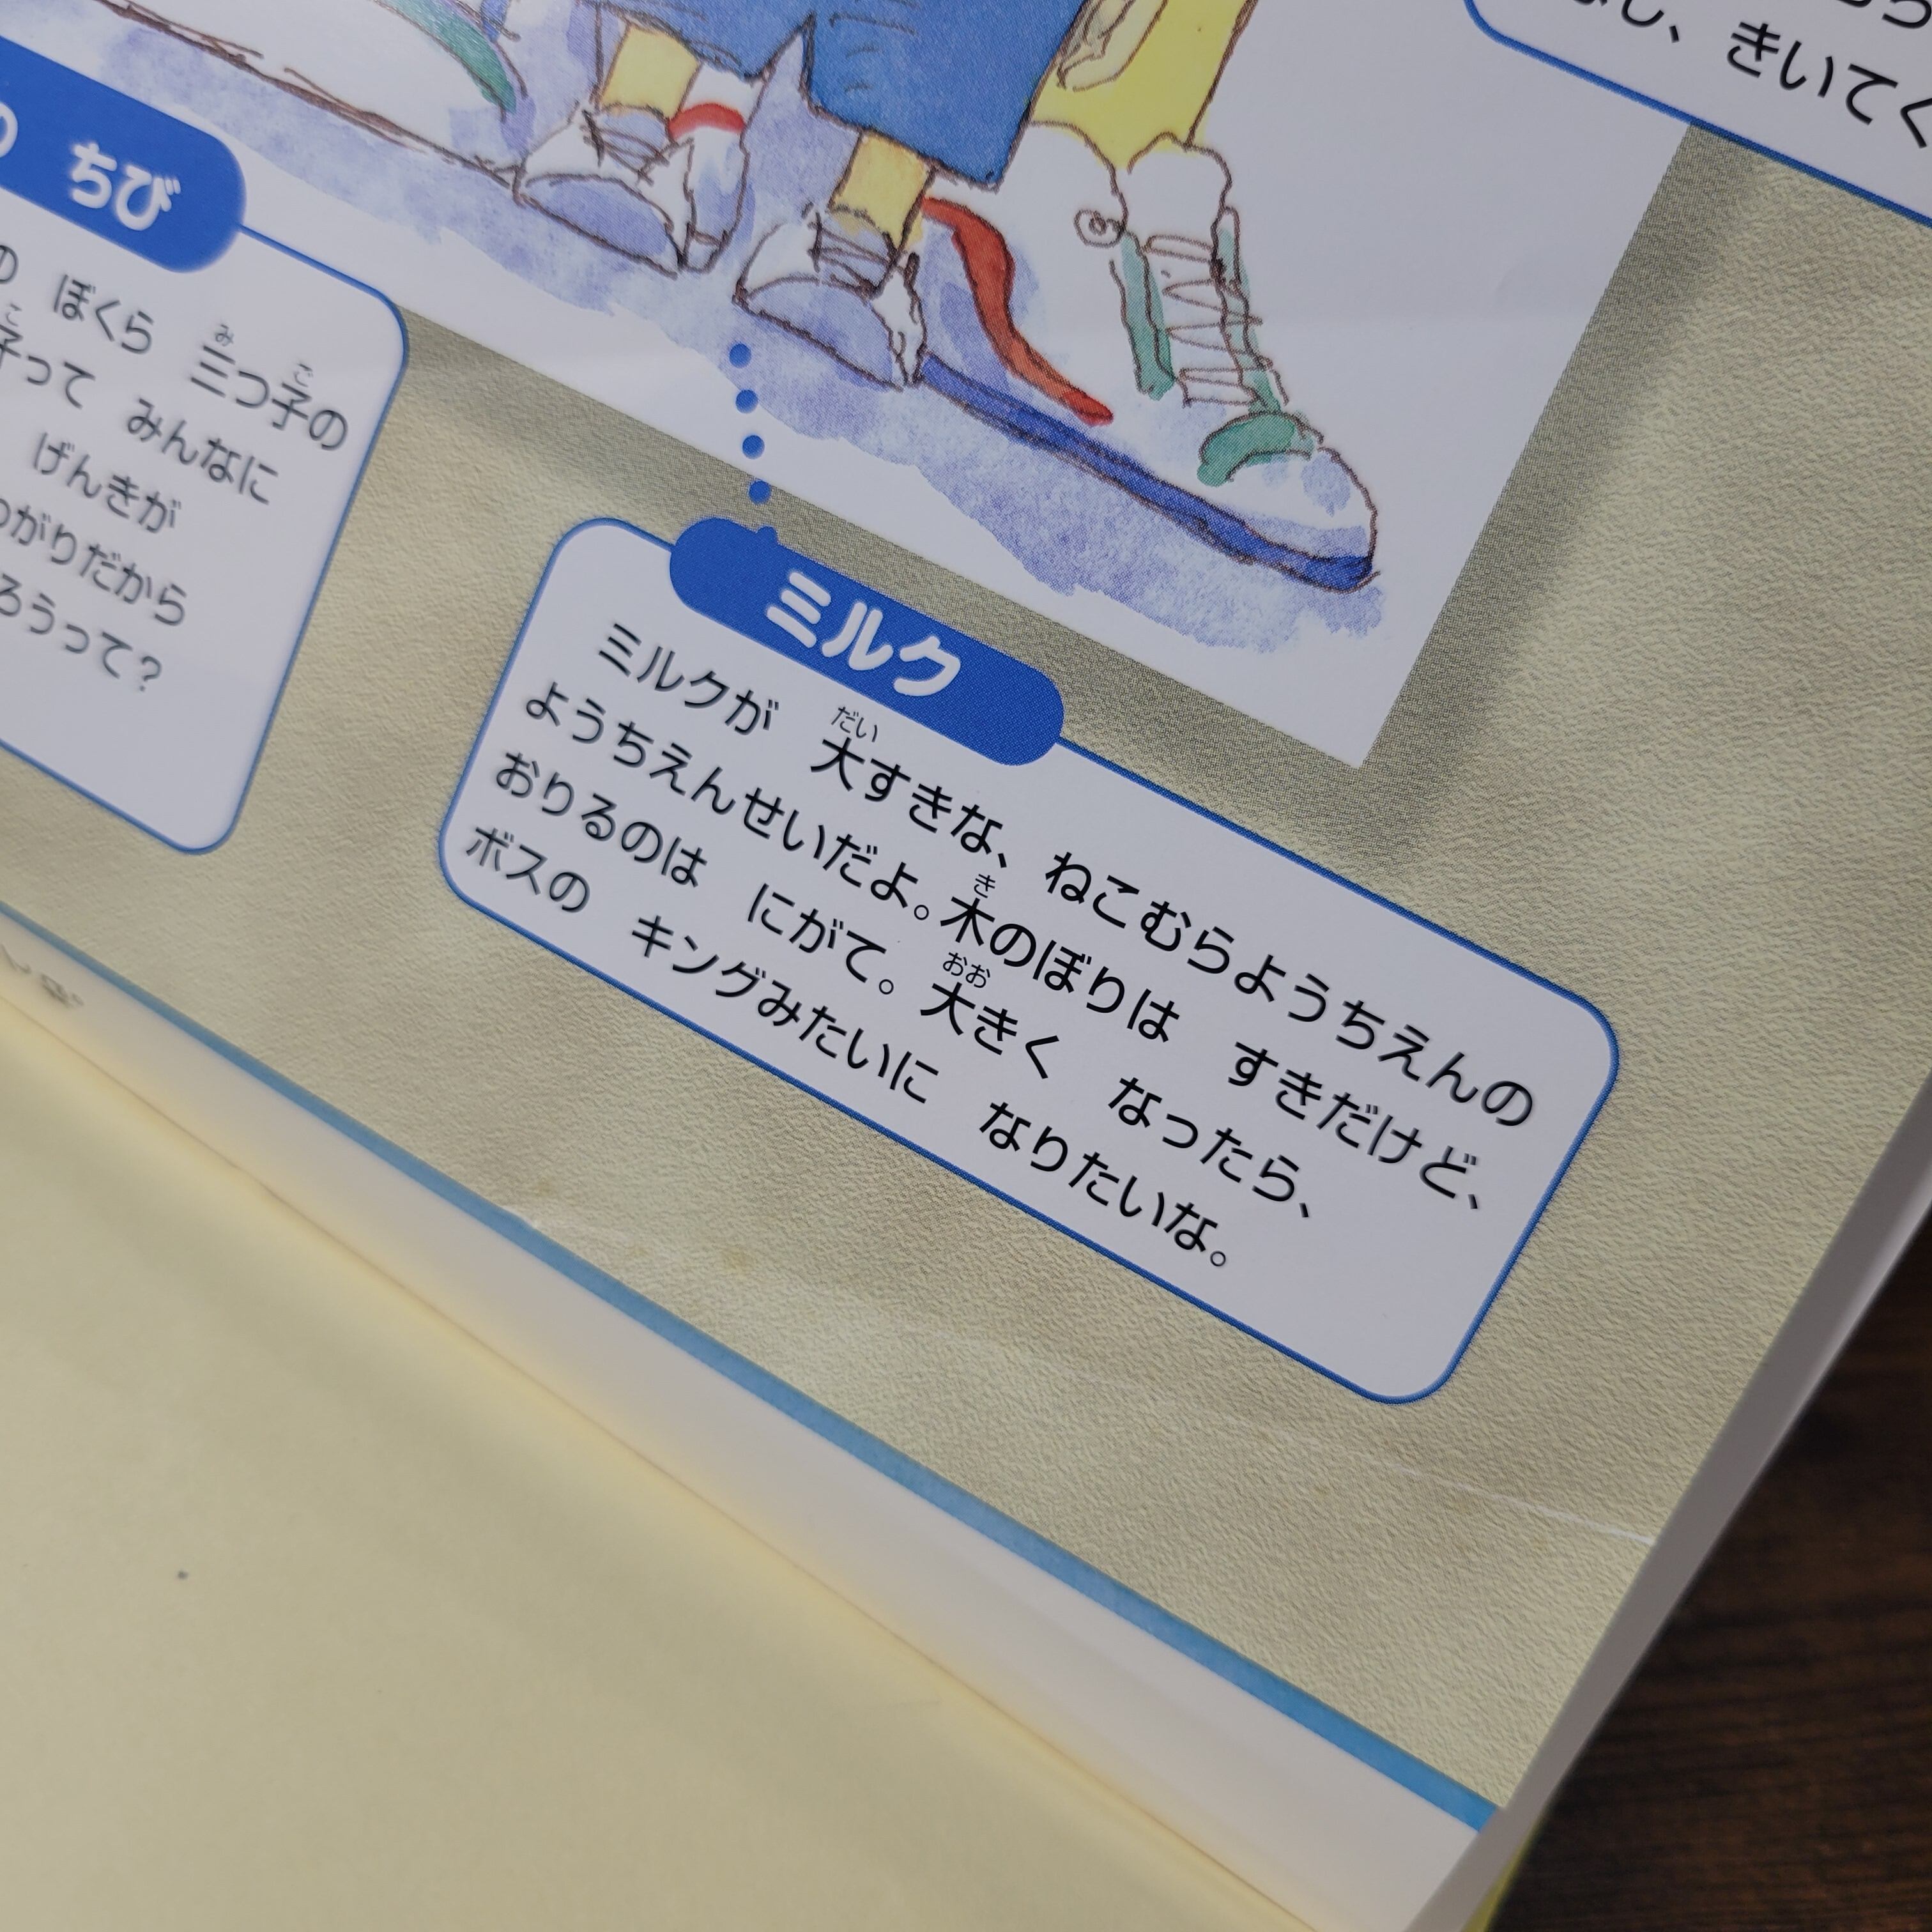 きいてく
ちび
ぼくら　三つ子の
子って　みんなに
げんきが
がりだから
ろうって？
ミルク
ミルクが　大すきな、ねこむらようちえんの
ようちえんせいだよ。木のぼりは　すきだけど、
おりるのは　にがて。大きく　なったら、
ボスの　キングみたいに　なりたいな。